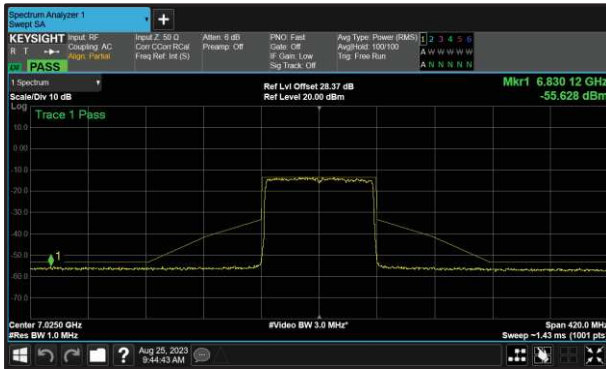 Spectrum Analyzer 1
Swept SA
KEYSIGHT Input: RF Input Z: 50 Ω Atten: 6 dB PNO: Fast Avg Type: Power (RMS) 1 2 3 4 5 6
R T Coupling: AC Corr CCorr RCal Preamp: Off Gate: Off Avg|Hold: 100/100 A W W W W W
Align: Partial Freq Ref: Int (S) IF Gain: Low Trig: Free Run
PASS Sig Track: Off A N N N N N
1 Spectrum Ref Lvl Offset 28.37 dB Mkr1 6.830 12 GHz
Scale/Div 10 dB Ref Level 20.00 dBm -55.628 dBm
Log Trace 1 Pass
10.0
0.00
-10.0
-20.0
-30.0
-40.0
-50.0 1
-60.0
-70.0
Center 7.0250 GHz #Video BW 3.0 MHz* Span 420.0 MHz
#Res BW 1.0 MHz Sweep ~1.43 ms (1001 pts)
? Aug 25, 2023
9:44:43 AM